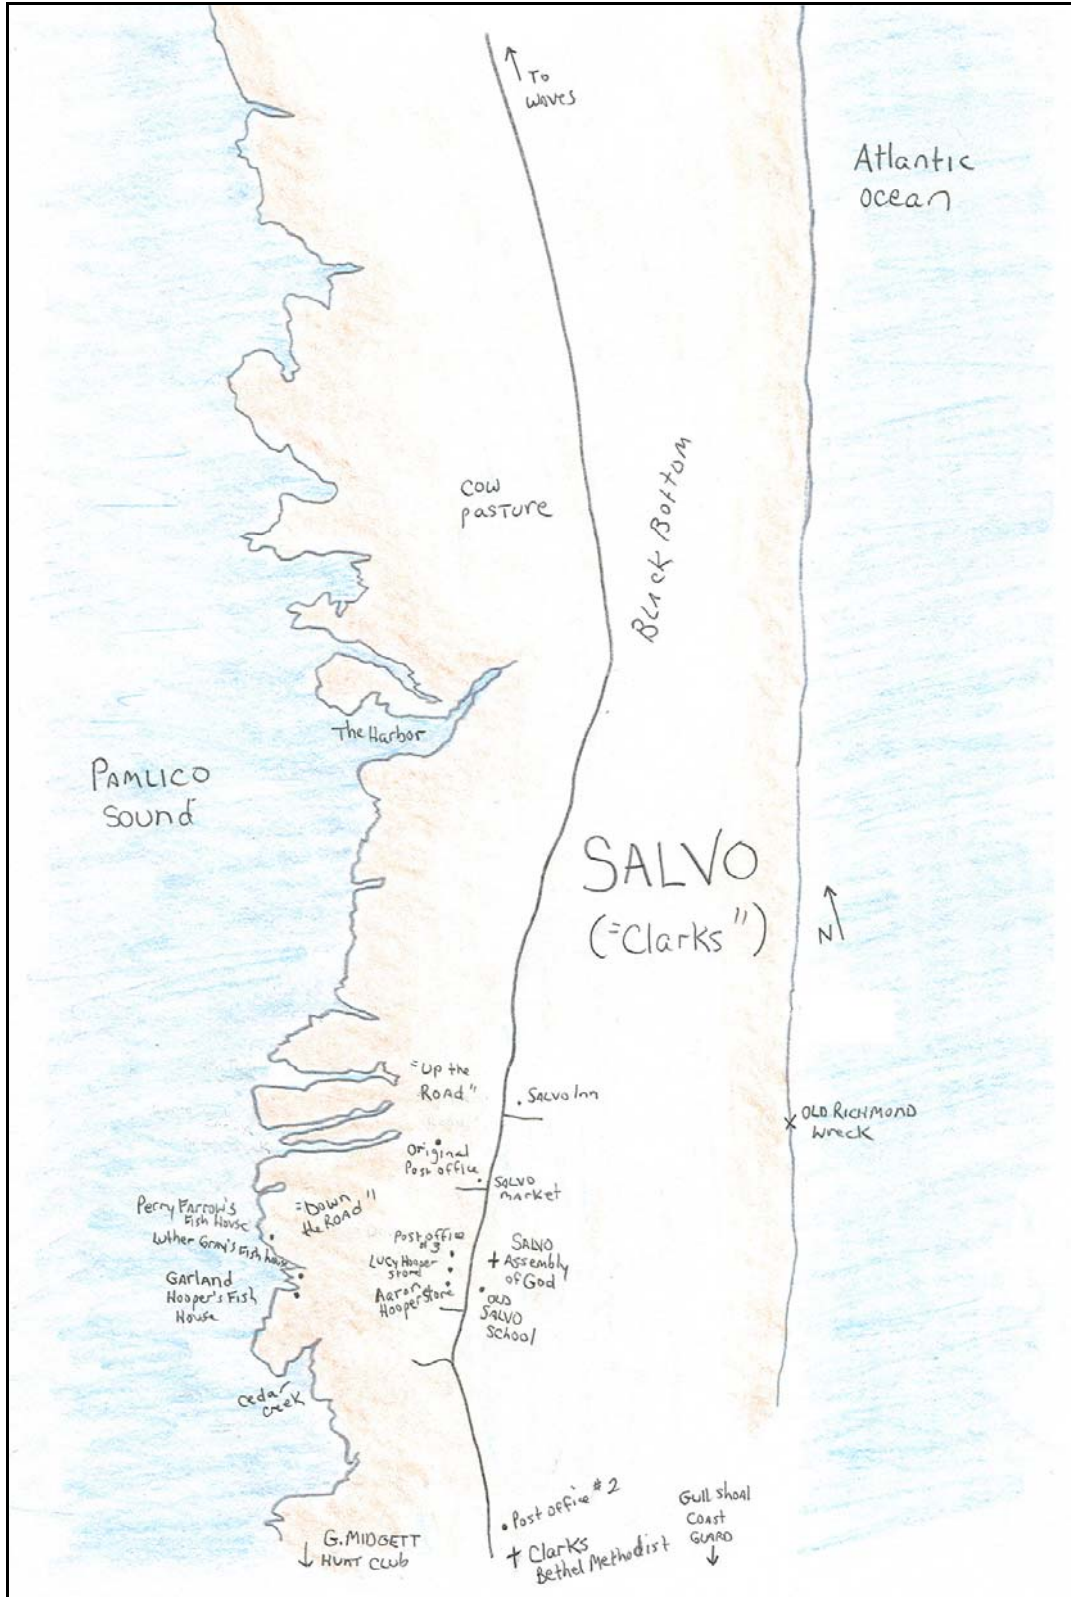 To
waves
Atlantic
ocean
Cow
pasture
Black Bottom
The Harbor
PAMLICO
Sound
SALVO
(=Clarks")
N
=Up the
ROAD"
SALVO Inn
OLD RICHMOND
Wreck
Original
Post office
SALVO
MARKET
Perry Farrow's
Fish House
=Down
the ROAD"
Luther Gray's Fish house
Post office
#3
SALVO
Assembly
of God
Lucy Hooper
Store
Garland
Hooper's Fish
House
Aaron
Hooper Store
OLD
SALVO
School
Cedar
Creek
Post office #2
Gull Shoal
Coast
GUARD
G. MIDGETT
HUNT CLUB
Clarks
Bethel Methodist